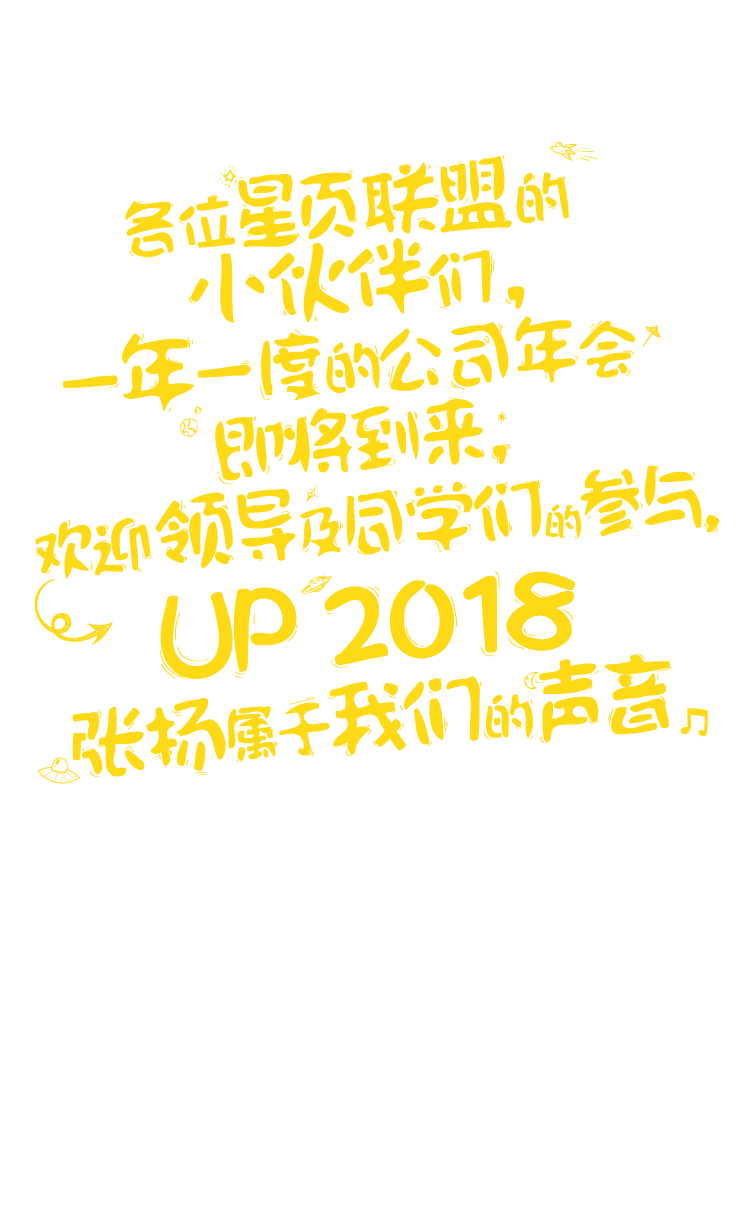 各位星页联盟的
小伙伴们，
一年一度的公司年会
即将到来，
欢迎领导及同学们的参与，
UP 2018
张扬属于我们的声音